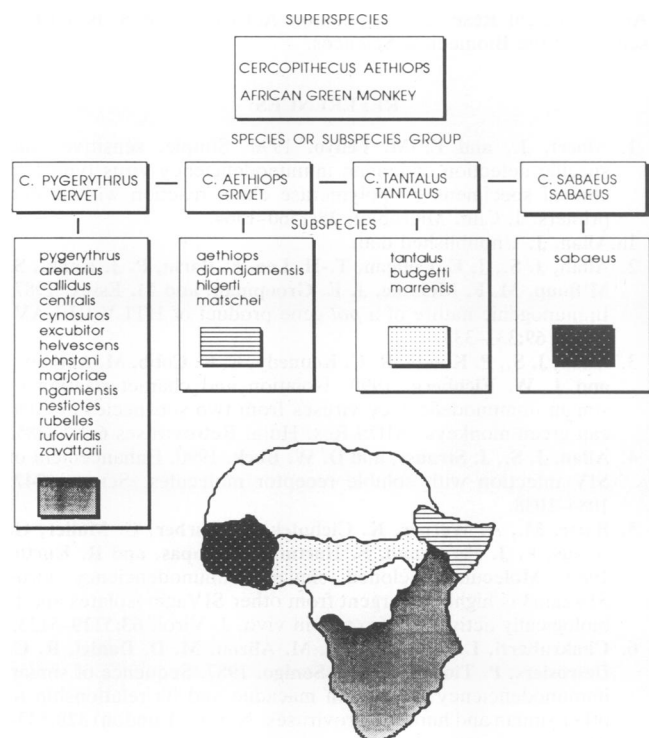 SUPERSPECIES
CERCOPITHECUS AETHIOPS
AFRICAN GREEN MONKEY
SPECIES OR SUBSPECIES GROUP
C. PYGERYTHRUS
VERVET
C. AETHIOPS
GRIVET
C. TANTALUS
TANTALUS
C. SABAEUS
SABAEUS
SUBSPECIES
pygerythrus
arenarius
callidus
centralis
cynosuros
excubitor
helvescens
johnstoni
marjoriae
ngamiensis
nestiotes
rubelles
rufoviridis
zavattarii
aethiops
djamdjamensis
hilgerti
matschei
tantalus
budgetti
marrensis
sabaeus